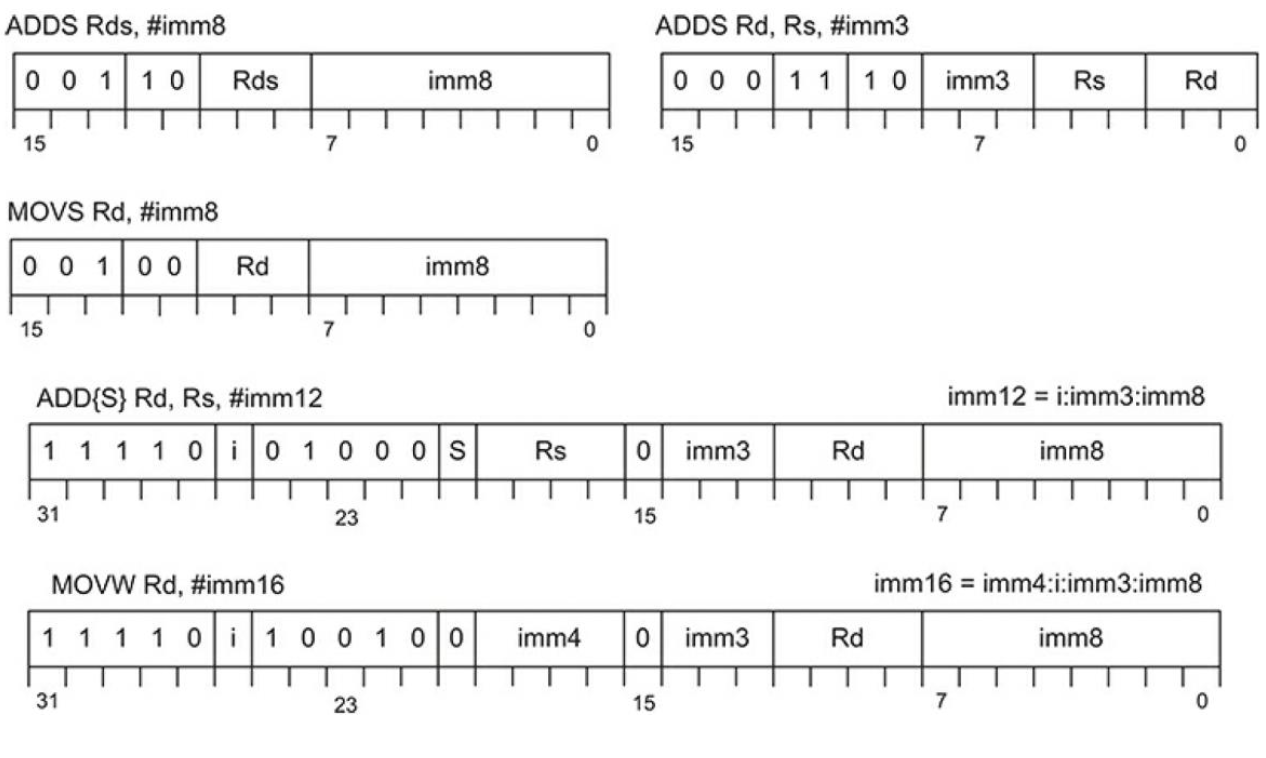 ADDS Rds, #imm8
ADDS Rd, Rs, #imm3
0 0 1 1 0 Rds imm8
0 0 0 1 1 1 0 imm3 Rs Rd
15 7 0
15 7 0
MOVS Rd, #imm8
0 0 1 0 0 Rd imm8
15 7 0
ADD{S} Rd, Rs, #imm12
imm12 = i:imm3:imm8
1 1 1 1 0 i 0 1 0 0 0 S Rs 0 imm3 Rd imm8
31 23 15 7 0
MOVW Rd, #imm16
imm16 = imm4:i:imm3:imm8
1 1 1 1 0 i 1 0 0 1 0 0 imm4 0 imm3 Rd imm8
31 23 15 7 0